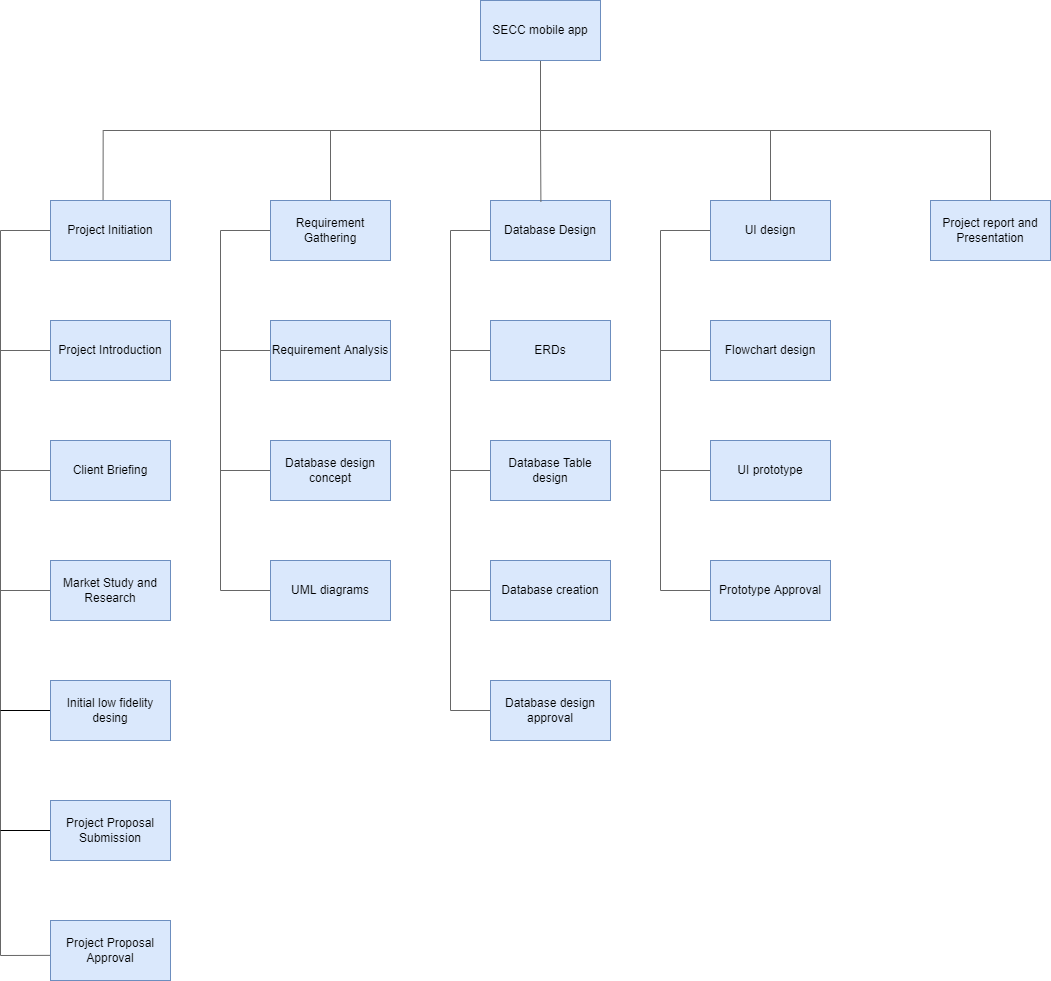 SECC mobile app
Project Initiation
Requirement
Gathering
Database Design
UI design
Project report and
Presentation
Project Introduction
Requirement Analysis
ERDs
Flowchart design
Client Briefing
Database design
concept
Database Table
design
UI prototype
Market Study and
Research
UML diagrams
Database creation
Prototype Approval
Initial low fidelity
desing
Database design
approval
Project Proposal
Submission
Project Proposal
Approval